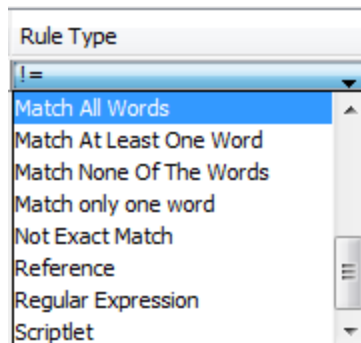 Rule Type
!=
Match All Words
Match At Least One Word
Match None Of The Words
Match only one word
Not Exact Match
Reference
Regular Expression
Scriptlet